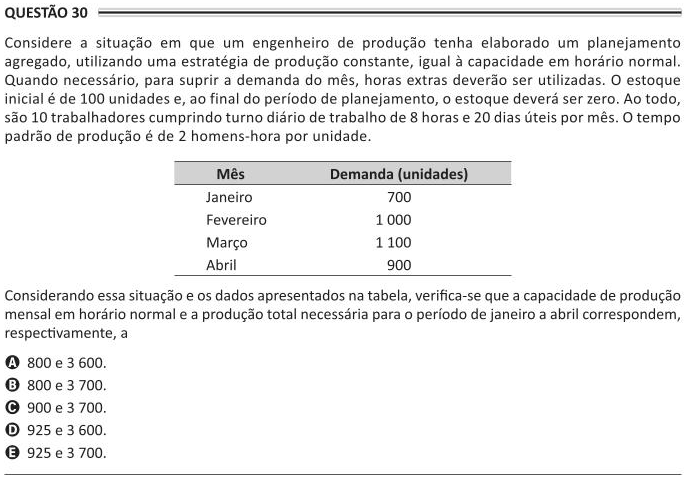 QUESTÃO 30
Considere a situação em que um engenheiro de produção tenha elaborado um planejamento
agregado, utilizando uma estratégia de produção constante, igual à capacidade em horário normal.
Quando necessário, para suprir a demanda do mês, horas extras deverão ser utilizadas. O estoque
inicial é de 100 unidades e, ao final do período de planejamento, o estoque deverá ser zero. Ao todo,
são 10 trabalhadores cumprindo turno diário de trabalho de 8 horas e 20 dias úteis por mês. O tempo
padrão de produção é de 2 homens-hora por unidade.
Mês Demanda (unidades)
Janeiro 700
Fevereiro 1 000
Março 1 100
Abril 900
Considerando essa situação e os dados apresentados na tabela, verifica-se que a capacidade de produção
mensal em horário normal e a produção total necessária para o período de janeiro a abril correspondem,
respectivamente, a
A 800 e 3 600.
B 800 e 3 700.
C 900 e 3 700.
D 925 e 3 600.
E 925 e 3 700.